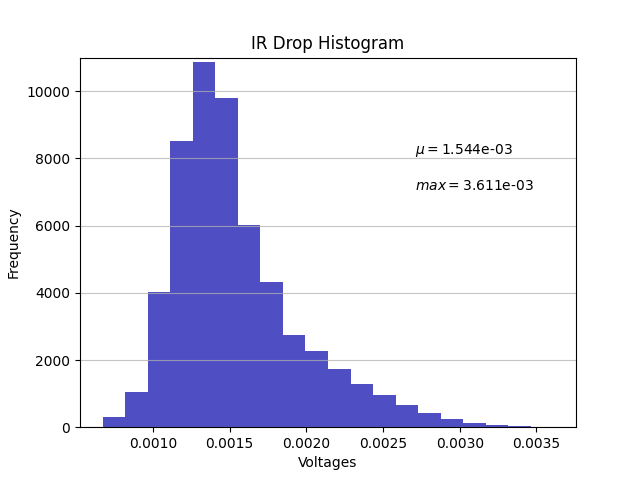 IR Drop Histogram
10000
8000
6000
4000
2000
0
Frequency
μ = 1.544e-03
max = 3.611e-03
0.0010 0.0015 0.0020 0.0025 0.0030 0.0035
Voltages